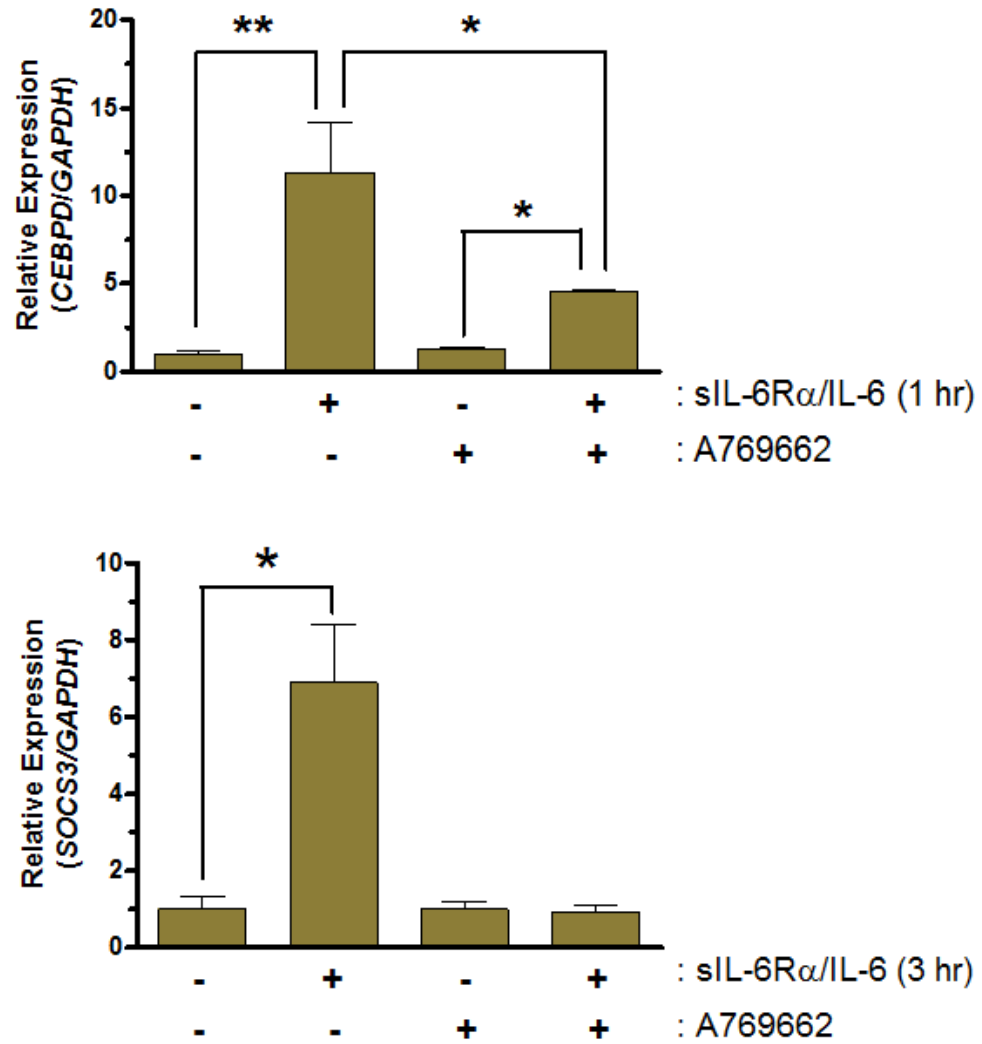 20
15
10
5
0
Relative Expression
(CEBPD/GAPDH)
** *
*
- + - + : sIL-6Rα/IL-6 (1 hr)
- - + + : A769662
10
8
6
4
2
0
Relative Expression
(SOCS3/GAPDH)
*
- + - + : sIL-6Rα/IL-6 (3 hr)
- - + + : A769662